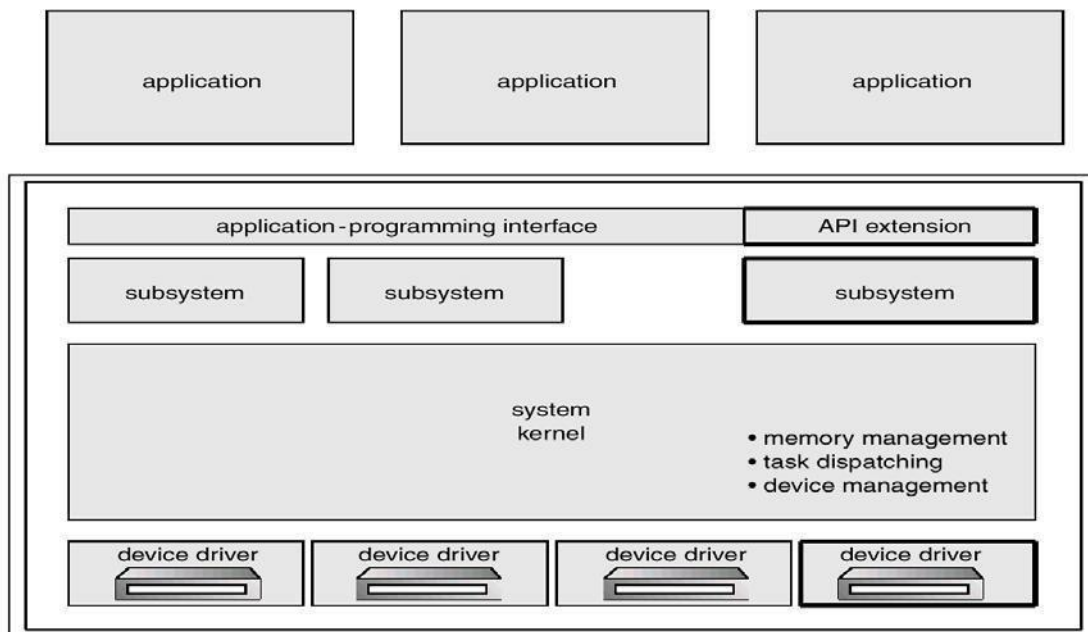 application
application
application
application-programming interface
API extension
subsystem
subsystem
subsystem
system
kernel
• memory management
• task dispatching
• device management
device driver
device driver
device driver
device driver